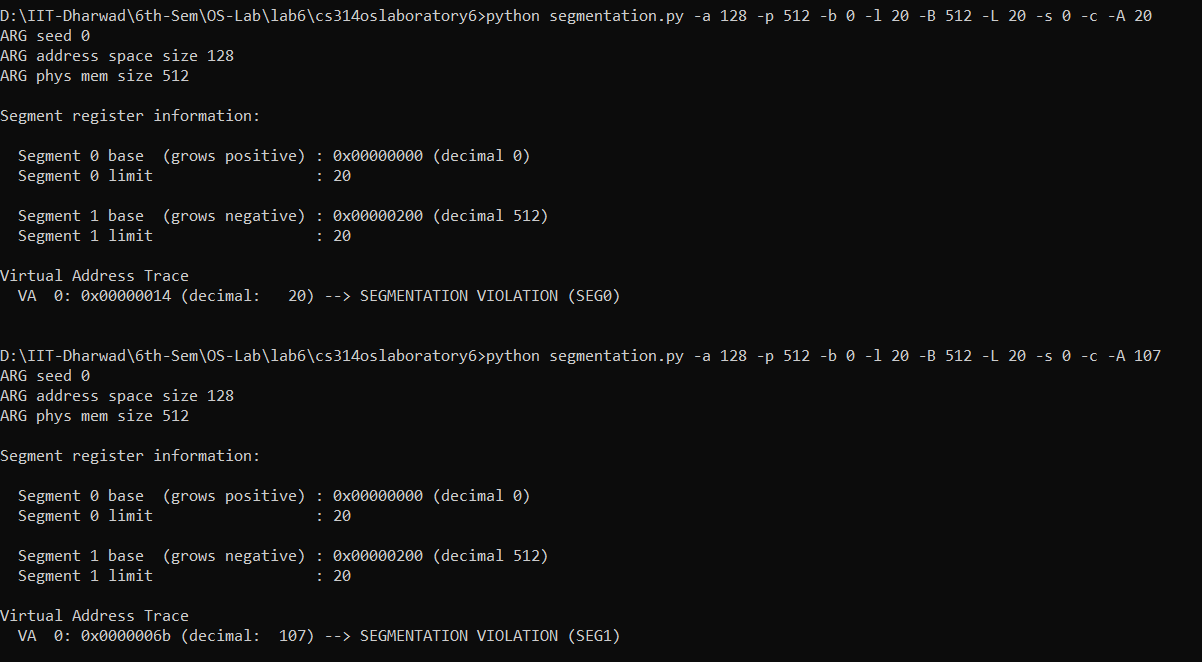 D:\IIT-Dharwad\6th-Sem\OS-Lab\lab6\cs314oslaboratory6>python segmentation.py -a 128 -p 512 -b 0 -l 20 -B 512 -L 20 -s 0 -c -A 20
ARG seed 0
ARG address space size 128
ARG phys mem size 512

Segment register information:

  Segment 0 base  (grows positive) : 0x00000000 (decimal 0)
  Segment 0 limit                  : 20

  Segment 1 base  (grows negative) : 0x00000200 (decimal 512)
  Segment 1 limit                  : 20

Virtual Address Trace
  VA  0: 0x00000014 (decimal:   20) --> SEGMENTATION VIOLATION (SEG0)


D:\IIT-Dharwad\6th-Sem\OS-Lab\lab6\cs314oslaboratory6>python segmentation.py -a 128 -p 512 -b 0 -l 20 -B 512 -L 20 -s 0 -c -A 107
ARG seed 0
ARG address space size 128
ARG phys mem size 512

Segment register information:

  Segment 0 base  (grows positive) : 0x00000000 (decimal 0)
  Segment 0 limit                  : 20

  Segment 1 base  (grows negative) : 0x00000200 (decimal 512)
  Segment 1 limit                  : 20

Virtual Address Trace
  VA  0: 0x0000006b (decimal:  107) --> SEGMENTATION VIOLATION (SEG1)